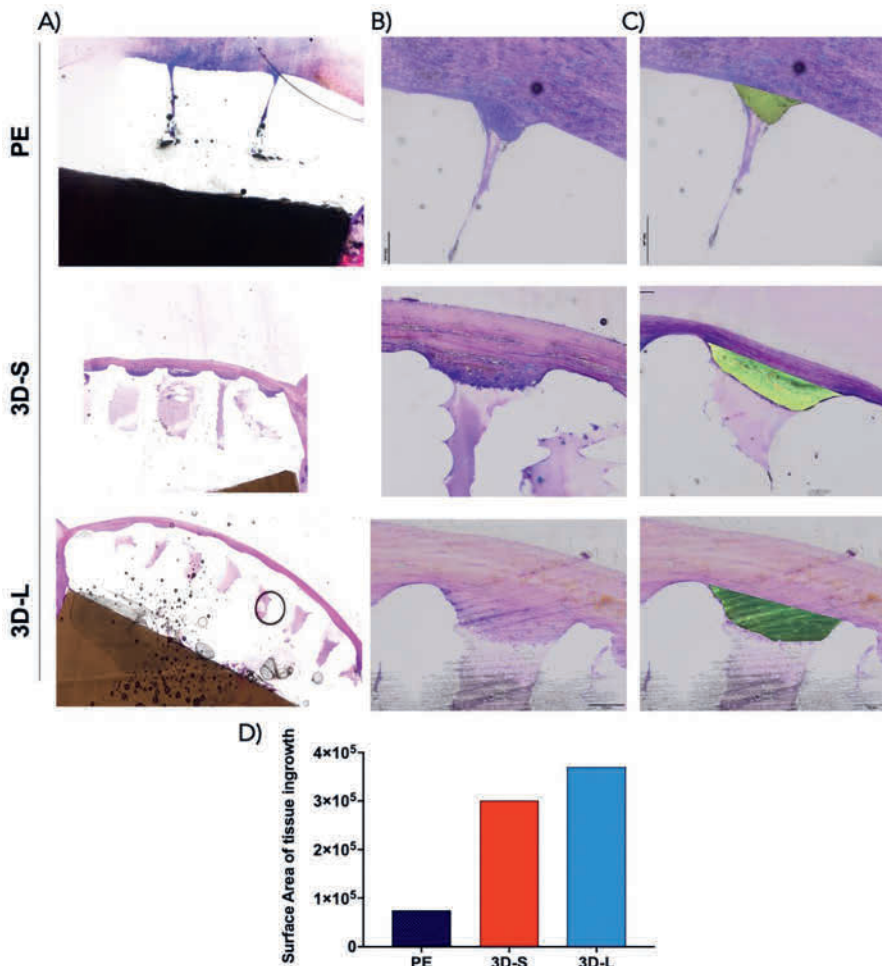 A)
B)
C)
PE
3D-S
3D-L
D)
Surface Area of tissue ingrowth
4×10⁵
3×10⁵
2×10⁵
1×10⁵
0
PE
3D-S
3D-L